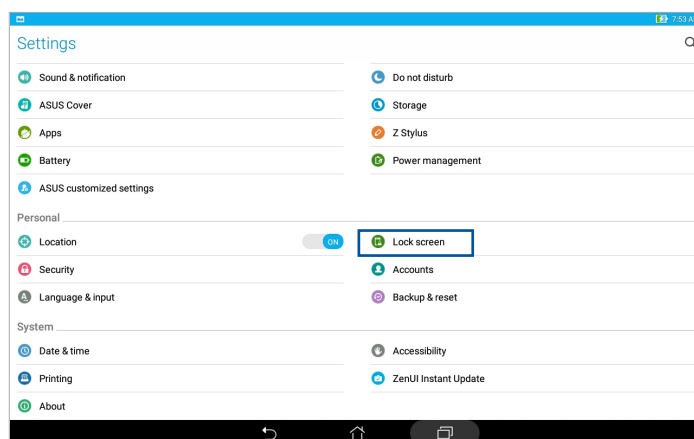 7:53 A
Settings
Sound & notification
Do not disturb
ASUS Cover
Storage
Apps
Z Stylus
Battery
Power management
ASUS customized settings
Personal
Location ON
Lock screen
Security
Accounts
Language & input
Backup & reset
System
Date & time
Accessibility
Printing
ZenUI Instant Update
About